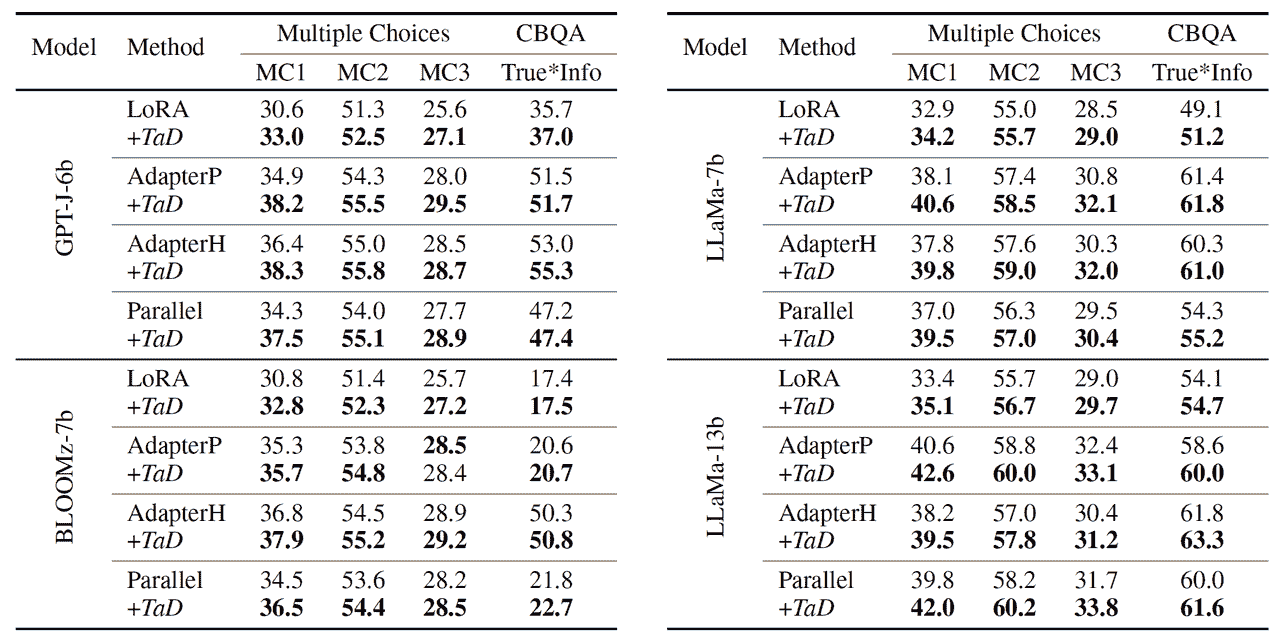 Model Method Multiple Choices CBQA
MC1 MC2 MC3 True*Info
GPT-J-6b
LoRA 30.6 51.3 25.6 35.7
+TaD 33.0 52.5 27.1 37.0
AdapterP 34.9 54.3 28.0 51.5
+TaD 38.2 55.5 29.5 51.7
AdapterH 36.4 55.0 28.5 53.0
+TaD 38.3 55.8 28.7 55.3
Parallel 34.3 54.0 27.7 47.2
+TaD 37.5 55.1 28.9 47.4
BLOOMz-7b
LoRA 30.8 51.4 25.7 17.4
+TaD 32.8 52.3 27.2 17.5
AdapterP 35.3 53.8 28.5 20.6
+TaD 35.7 54.8 28.4 20.7
AdapterH 36.8 54.5 28.9 50.3
+TaD 37.9 55.2 29.2 50.8
Parallel 34.5 53.6 28.2 21.8
+TaD 36.5 54.4 28.5 22.7
Model Method Multiple Choices CBQA
MC1 MC2 MC3 True*Info
LLaMa-7b
LoRA 32.9 55.0 28.5 49.1
+TaD 34.2 55.7 29.0 51.2
AdapterP 38.1 57.4 30.8 61.4
+TaD 40.6 58.5 32.1 61.8
AdapterH 37.8 57.6 30.3 60.3
+TaD 39.8 59.0 32.0 61.0
Parallel 37.0 56.3 29.5 54.3
+TaD 39.5 57.0 30.4 55.2
LLaMa-13b
LoRA 33.4 55.7 29.0 54.1
+TaD 35.1 56.7 29.7 54.7
AdapterP 40.6 58.8 32.4 58.6
+TaD 42.6 60.0 33.1 60.0
AdapterH 38.2 57.0 30.4 61.8
+TaD 39.5 57.8 31.2 63.3
Parallel 39.8 58.2 31.7 60.0
+TaD 42.0 60.2 33.8 61.6